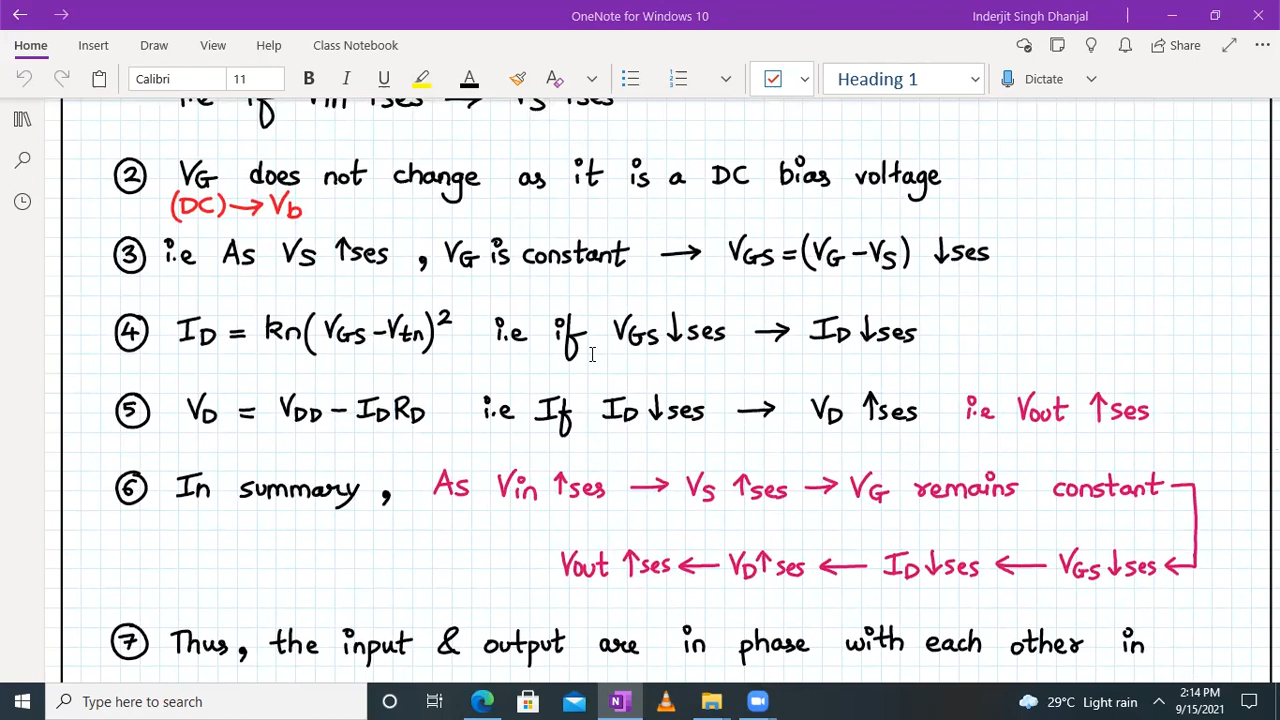 OneNote for Windows 10
Inderjit Singh Dhanjal
Home Insert Draw View Help Class Notebook
Share
Calibri 11 B I U A Heading 1 Dictate
i.e if Vin ↑ses → Vs ↑ses
② VG does not change as it is a DC bias voltage
(DC) → Vb
③ i.e As VS ↑ses , VG is constant → VGS = (VG - VS) ↓ses
④ ID = kn(VGS - Vtn)² i.e if VGS ↓ses → ID ↓ses
⑤ VD = VDD - IDRD i.e If ID ↓ses → VD ↑ses i.e Vout ↑ses
⑥ In summary, As Vin ↑ses → VS ↑ses → VG remains constant
Vout ↑ses ← VD ↑ses ← ID ↓ses ← VGS ↓ses
⑦ Thus, the input & output are in phase with each other in
Type here to search
29°C Light rain
2:14 PM
9/15/2021